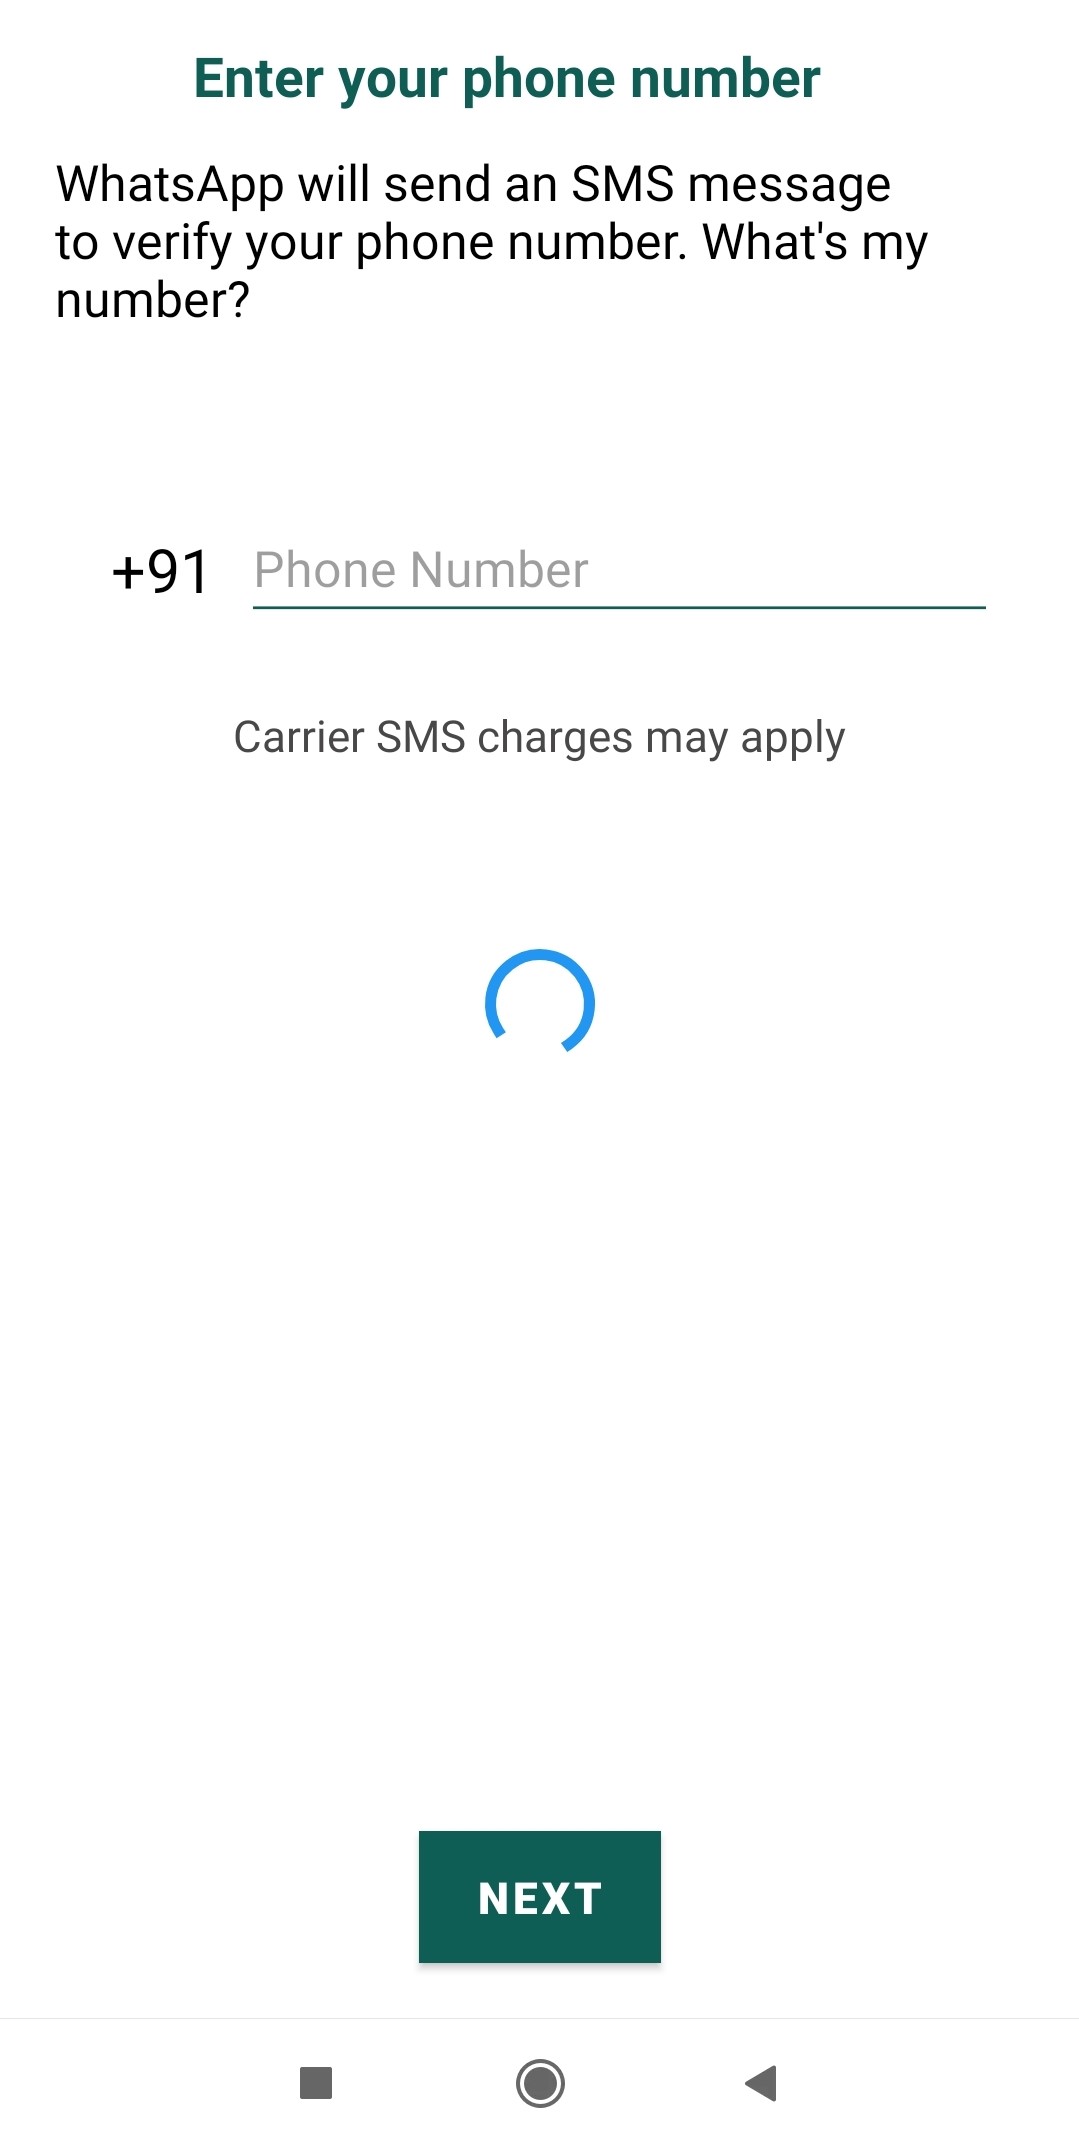 Enter your phone number
WhatsApp will send an SMS message
to verify your phone number. What's my
number?
+91 Phone Number
Carrier SMS charges may apply
NEXT